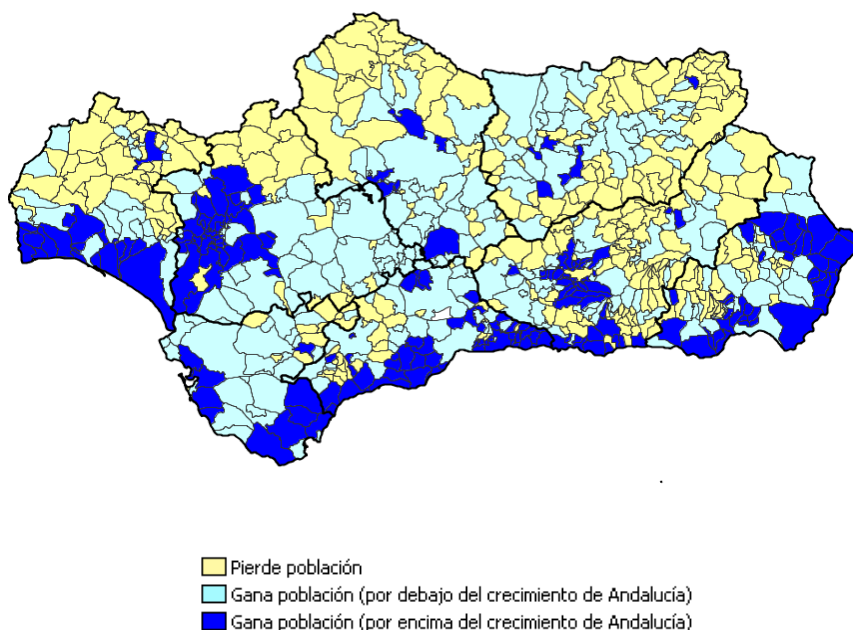 Pierde población
Gana población (por debajo del crecimiento de Andalucía)
Gana población (por encima del crecimiento de Andalucía)